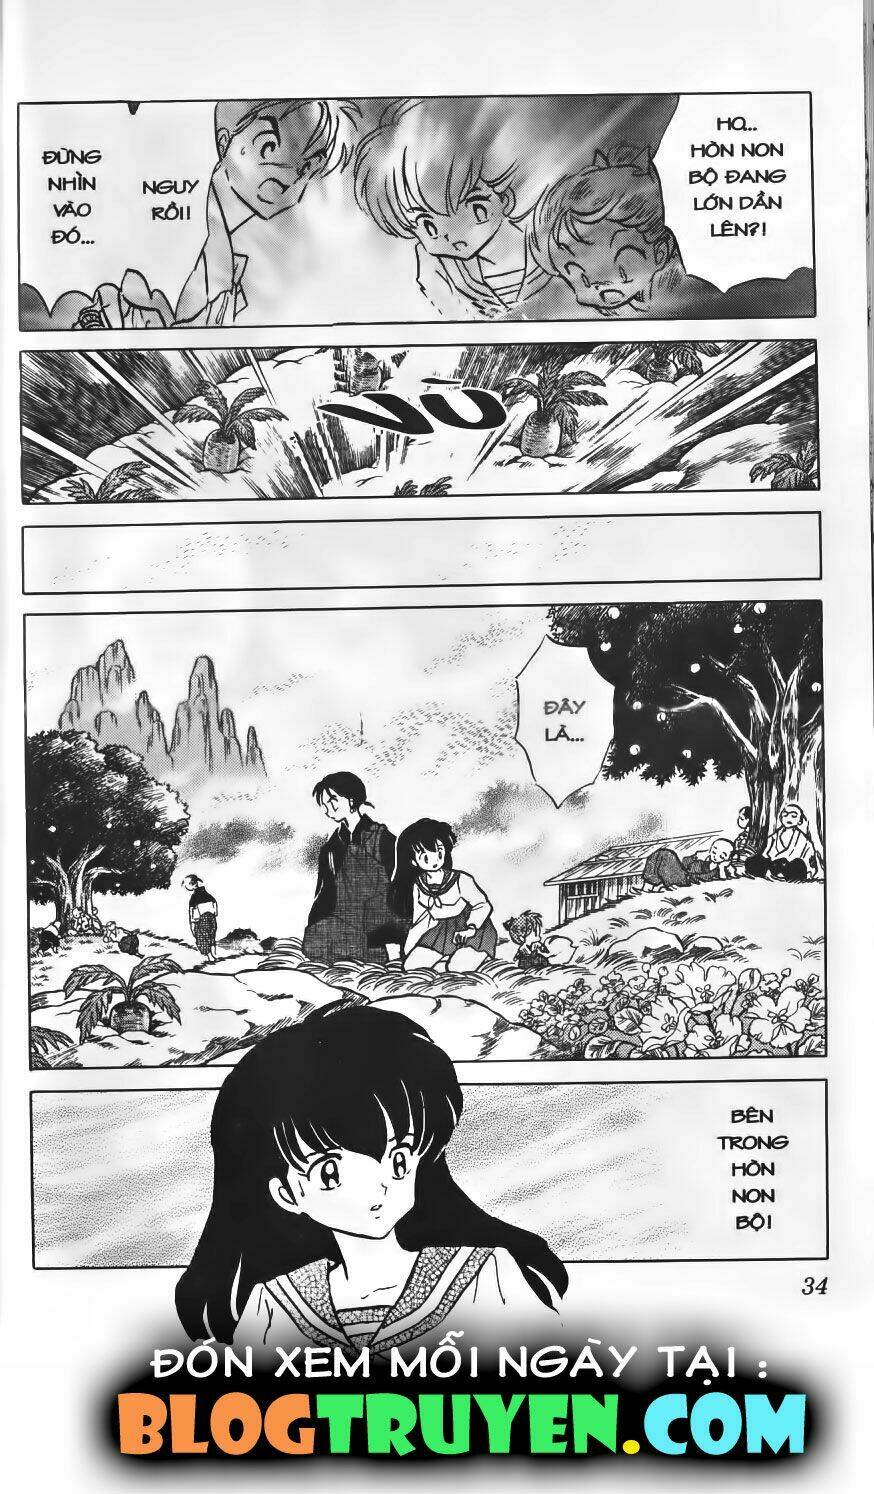 HO...
HÒN NON
BỘ ĐANG
LỚN DẦN
LÊN?!
NGUY
RỒI!
ĐỪNG
NHÌN
VÀO
ĐÓ...
VÙ
ĐÂY
LÀ...
BÊN
TRONG
HÒN
NON
BỘ!
34
ĐÓN XEM MỖI NGÀY TẠI :
BLOGTRUYEN.COM